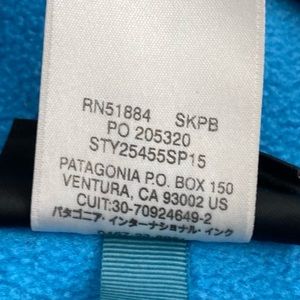 RN51884 SKPB
PO 205320
STY25455SP15
PATAGONIA P.O. BOX 150
VENTURA, CA 93002 US
CUIT:30-70924649-2
パタゴニア・インターナショナル・インク